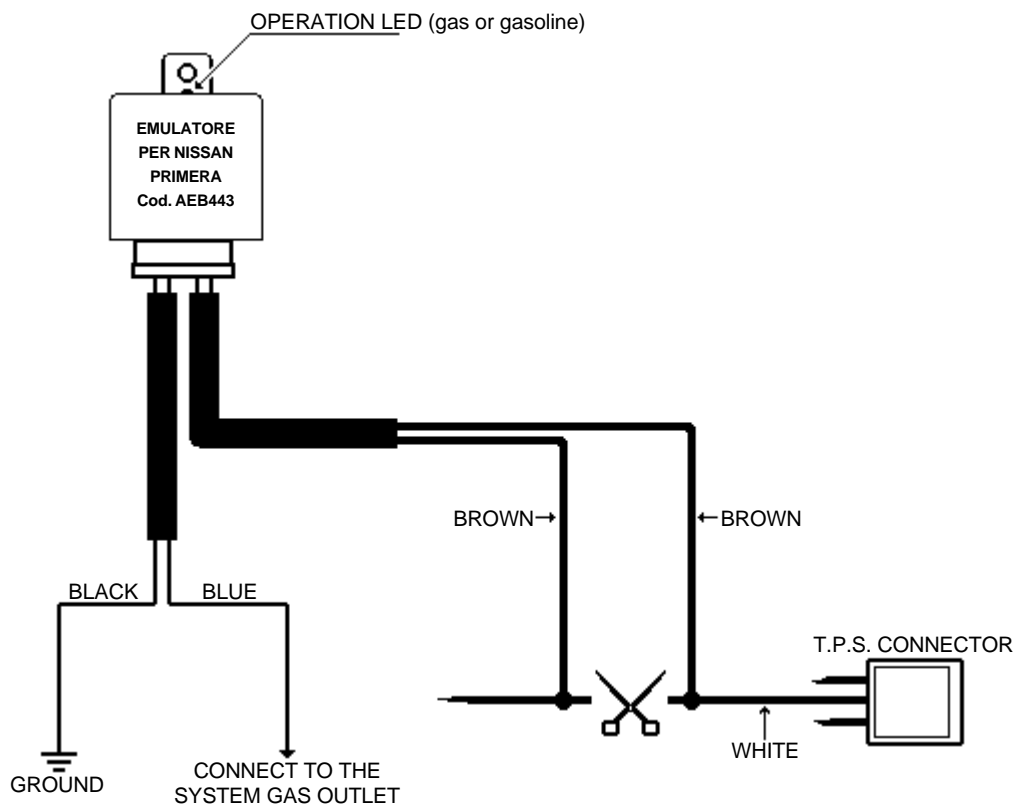 OPERATION LED (gas or gasoline)
EMULATORE
PER NISSAN
PRIMERA
Cod. AEB443
BROWN
BROWN
BLACK
BLUE
T.P.S. CONNECTOR
WHITE
GROUND
CONNECT TO THE
SYSTEM GAS OUTLET